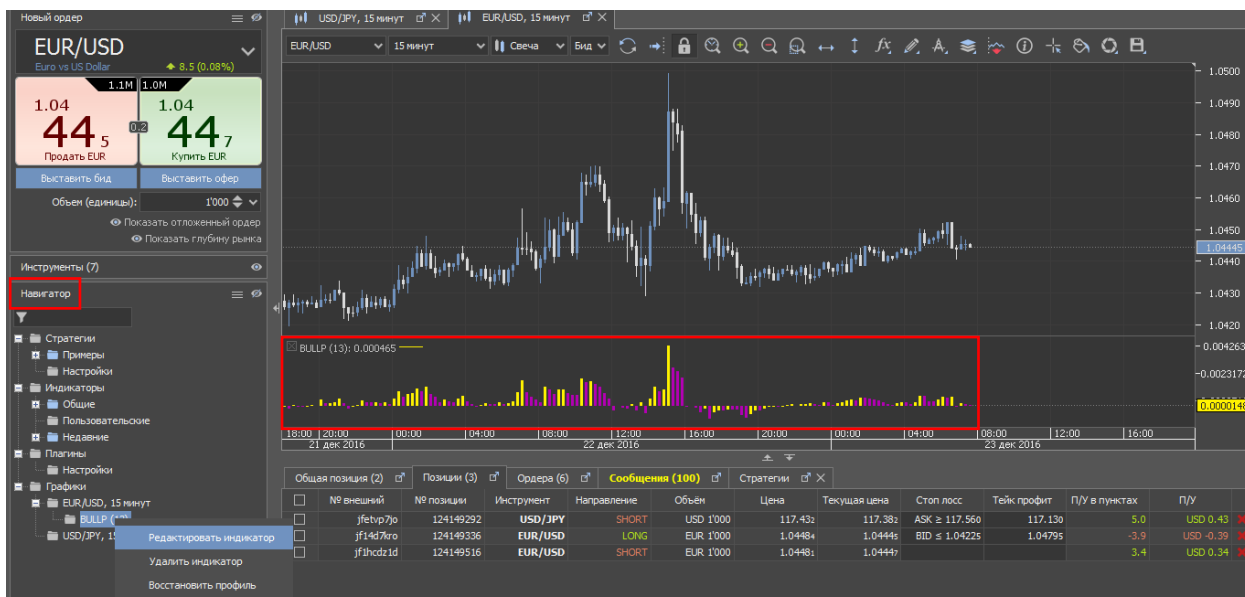 Новый ордер
EUR/USD
Euro vs US Dollar
8.5 (0.08%)
1.1M 1.0M
1.04 1.04
44 5 0.2 44 7
Продать EUR Купить EUR
Выставить бид Выставить офер
Объем (единицы): 1'000
Показать отложенный ордер
Показать глубину рынка
Инструменты (7)
Навигатор
Стратегии
Примеры
Настройки
Индикаторы
Общие
Пользовательские
Недавние
Плагины
Настройки
Графики
EUR/USD, 15 минут
BULLP
USD/JPY, 1
Редактировать индикатор
Удалить индикатор
Восстановить профиль
USD/JPY, 15 минут EUR/USD, 15 минут
EUR/USD 15 минут Свеча Бид
1.0500
1.0490
1.0480
1.0470
1.0460
1.0450
1.04445
1.0440
1.0430
1.0420
BULLP (13): 0.000465
0.004263
0.0023172
0.0000148
18:00 20:00 00:00 04:00 08:00 12:00 16:00 20:00 00:00 04:00 08:00 12:00 16:00
21 дек 2016 22 дек 2016 23 дек 2016
Общая позиция (2) Позиции (3) Ордера (6) Сообщения (100) Стратегии
№ внешний № позиции Инструмент Направление Объём Цена Текущая цена Стоп лосс Тейк профит П/У в пунктах П/У
jfetvp7jo 124149292 USD/JPY SHORT USD 1'000 117.432 117.382 ASK ≥ 117.560 117.130 5.0 USD 0.43
jf14d7kro 124149336 EUR/USD LONG EUR 1'000 1.04484 1.04445 BID ≤ 1.04225 1.04795 -3.9 USD -0.39
jf1hcdz1d 124149516 EUR/USD SHORT EUR 1'000 1.04481 1.04447 3.4 USD 0.34